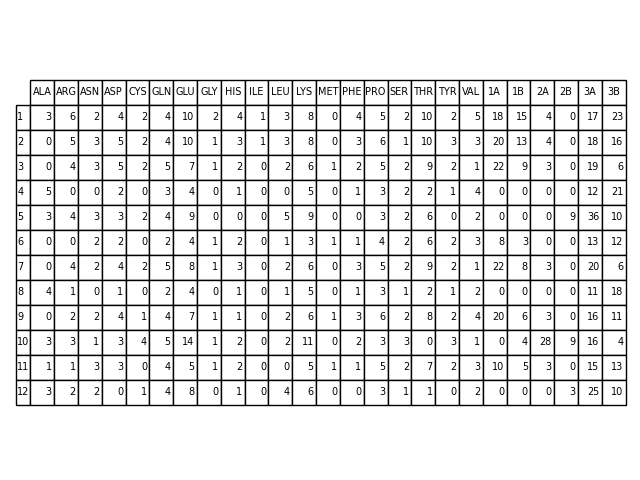 ALA ARG ASN ASP CYS GLN GLU GLY HIS ILE LEU LYS MET PHE PRO SER THR TYR VAL 1A 1B 2A 2B 3A 3B
1 3 6 2 4 2 4 10 2 4 1 3 8 0 4 5 2 10 2 5 18 15 4 0 17 23
2 0 5 3 5 2 4 10 1 3 1 3 8 0 3 6 1 10 3 3 20 13 4 0 18 16
3 0 4 3 5 2 5 7 1 2 0 2 6 1 2 5 2 9 2 1 22 9 3 0 19 6
4 5 0 0 2 0 3 4 0 1 0 0 5 0 1 3 2 2 1 4 0 0 0 0 12 21
5 3 4 3 3 2 4 9 0 0 0 5 9 0 0 3 2 6 0 2 0 0 0 9 36 10
6 0 0 2 2 0 2 4 1 2 0 1 3 1 1 4 2 6 2 3 8 3 0 0 13 12
7 0 4 2 4 2 5 8 1 3 0 2 6 0 3 5 2 9 2 1 22 8 3 0 20 6
8 4 1 0 1 0 2 4 0 1 0 1 5 0 1 3 1 2 1 2 0 0 0 0 11 18
9 0 2 2 4 1 4 7 1 1 0 2 6 1 3 6 2 8 2 4 20 6 3 0 16 11
10 3 3 1 3 4 5 14 1 2 0 2 11 0 2 3 3 0 3 1 0 4 28 9 16 4
11 1 1 3 3 0 4 5 1 2 0 0 5 1 1 5 2 7 2 3 10 5 3 0 15 13
12 3 2 2 0 1 4 8 0 1 0 4 6 0 0 3 1 1 0 2 0 0 0 3 25 10